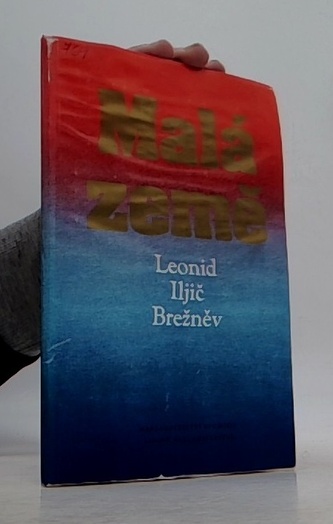 Malá
země
Leonid
Iljič
Brežněv